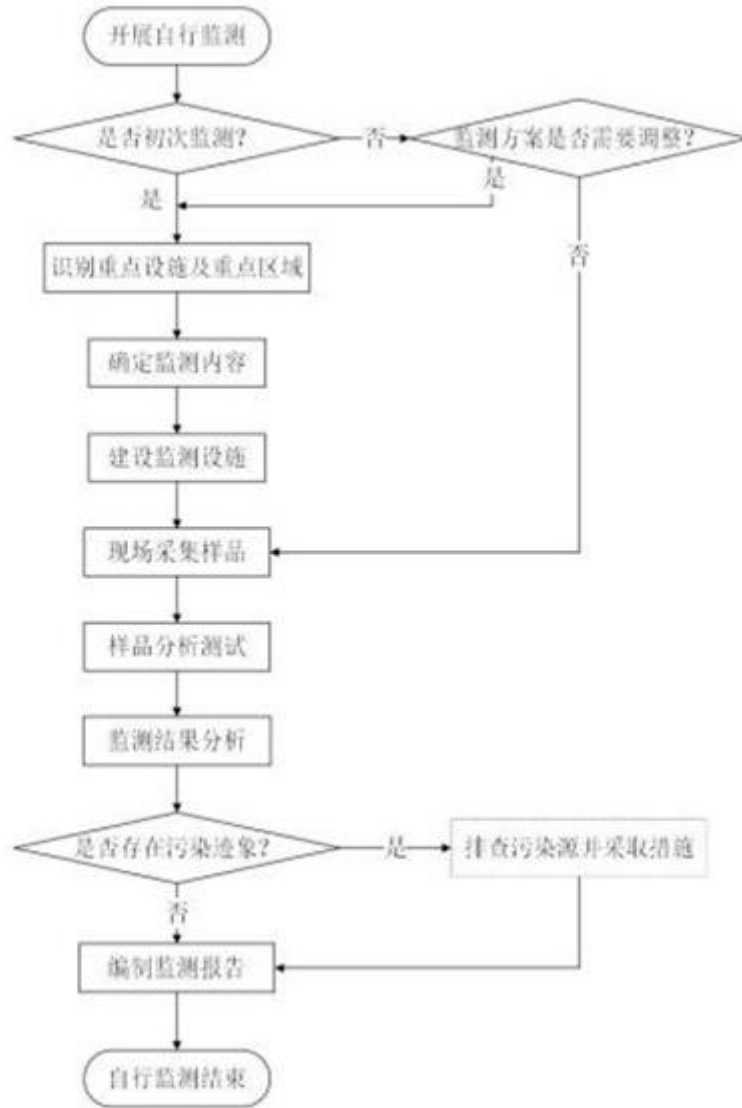 开展自行监测
是否初次监测?
否
监测方案是否需要调整?
是
是
否
识别重点设施及重点区域
确定监测内容
建设监测设施
现场采集样品
样品分析测试
监测结果分析
是否存在污染迹象?
是
排查污染源并采取措施
否
编制监测报告
自行监测结束